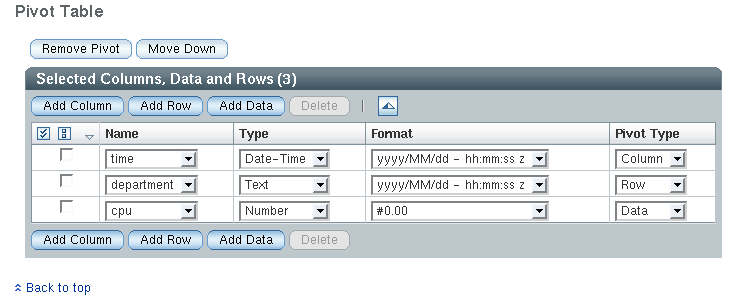 Pivot Table
Remove Pivot Move Down
Selected Columns, Data and Rows (3)
Add Column Add Row Add Data Delete
Name Type Format Pivot Type
time Date-Time yyyy/MM/dd - hh:mm:ss z Column
department Text yyyy/MM/dd - hh:mm:ss z Row
cpu Number #0.00 Data
Add Column Add Row Add Data Delete
Back to top